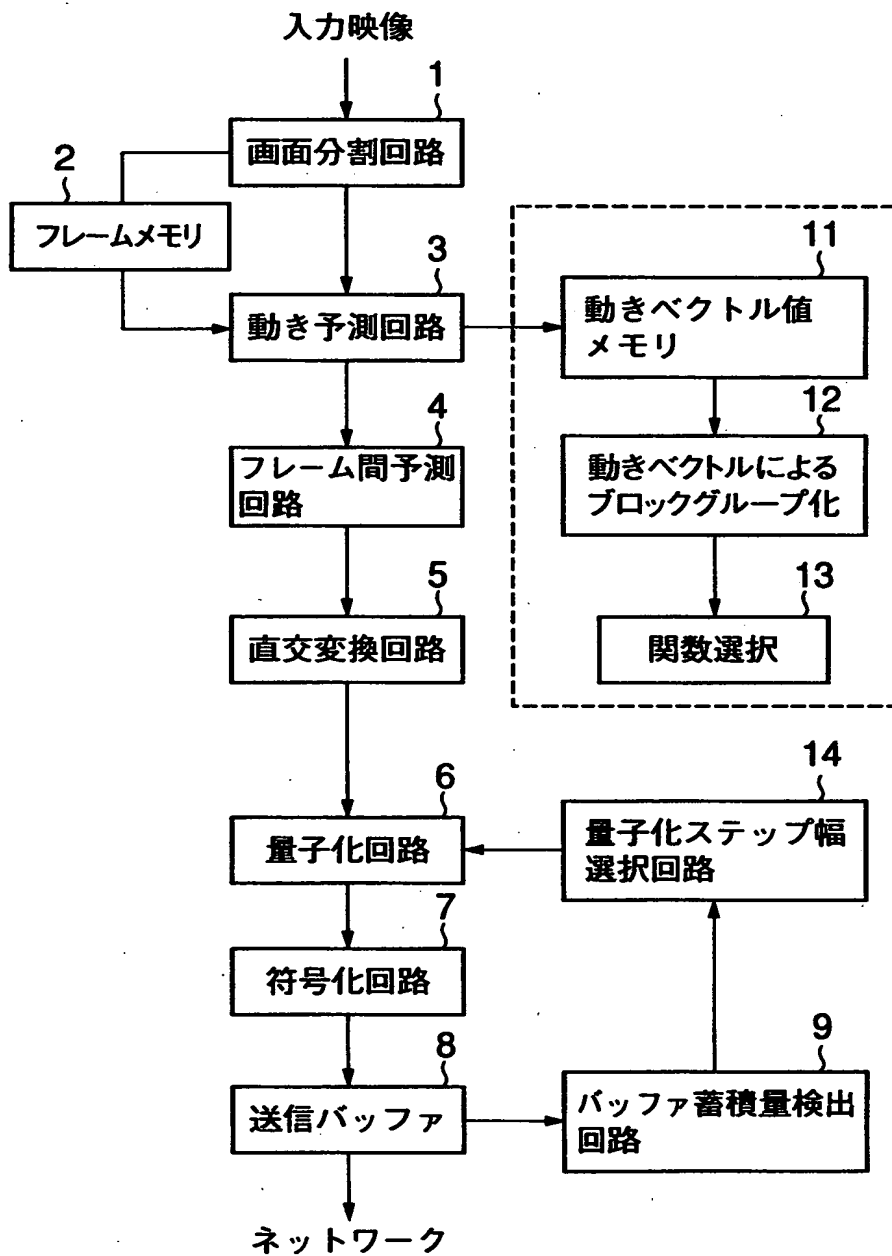 入力映像
1
画面分割回路
2
フレームメモリ
3
動き予測回路
11
動きベクトル値
メモリ
4
フレーム間予測
回路
12
動きベクトルによる
ブロックグループ化
5
直交変換回路
13
関数選択
6
量子化回路
14
量子化ステップ幅
選択回路
7
符号化回路
8
送信バッファ
9
バッファ蓄積量検出
回路
ネットワーク